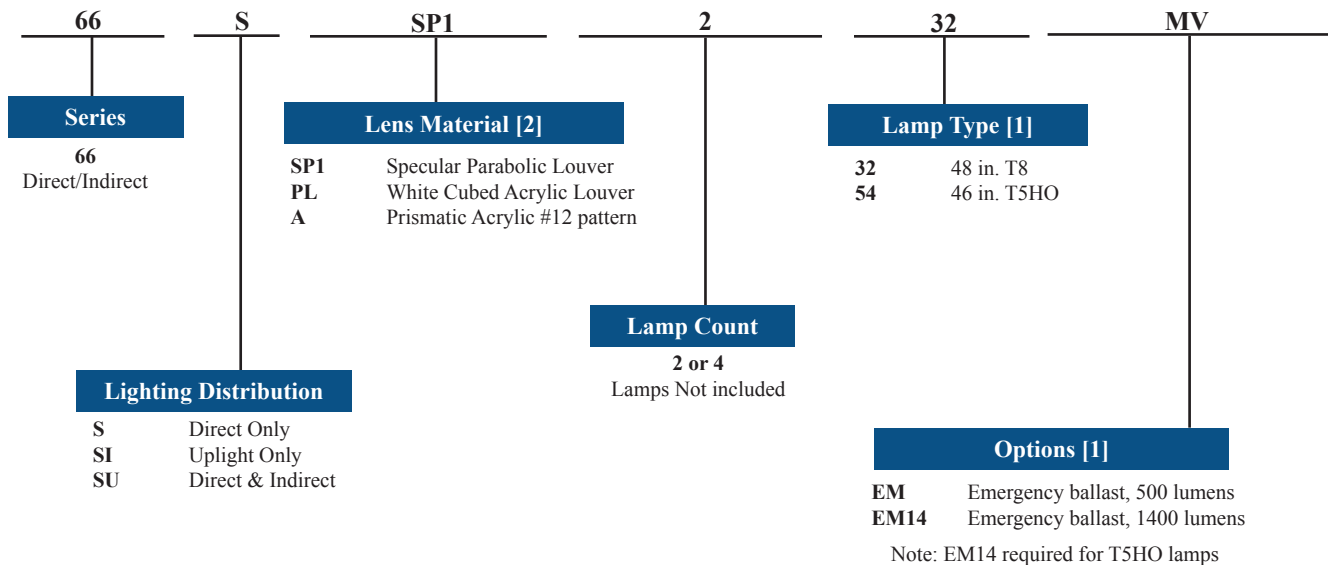 66 S SP1 2 32 MV
Series
66
Direct/Indirect
Lens Material [2]
SP1 Specular Parabolic Louver
PL White Cubed Acrylic Louver
A Prismatic Acrylic #12 pattern
Lamp Type [1]
32 48 in. T8
54 46 in. T5HO
Lamp Count
2 or 4
Lamps Not included
Lighting Distribution
S Direct Only
SI Uplight Only
SU Direct & Indirect
Options [1]
EM Emergency ballast, 500 lumens
EM14 Emergency ballast, 1400 lumens
Note: EM14 required for T5HO lamps